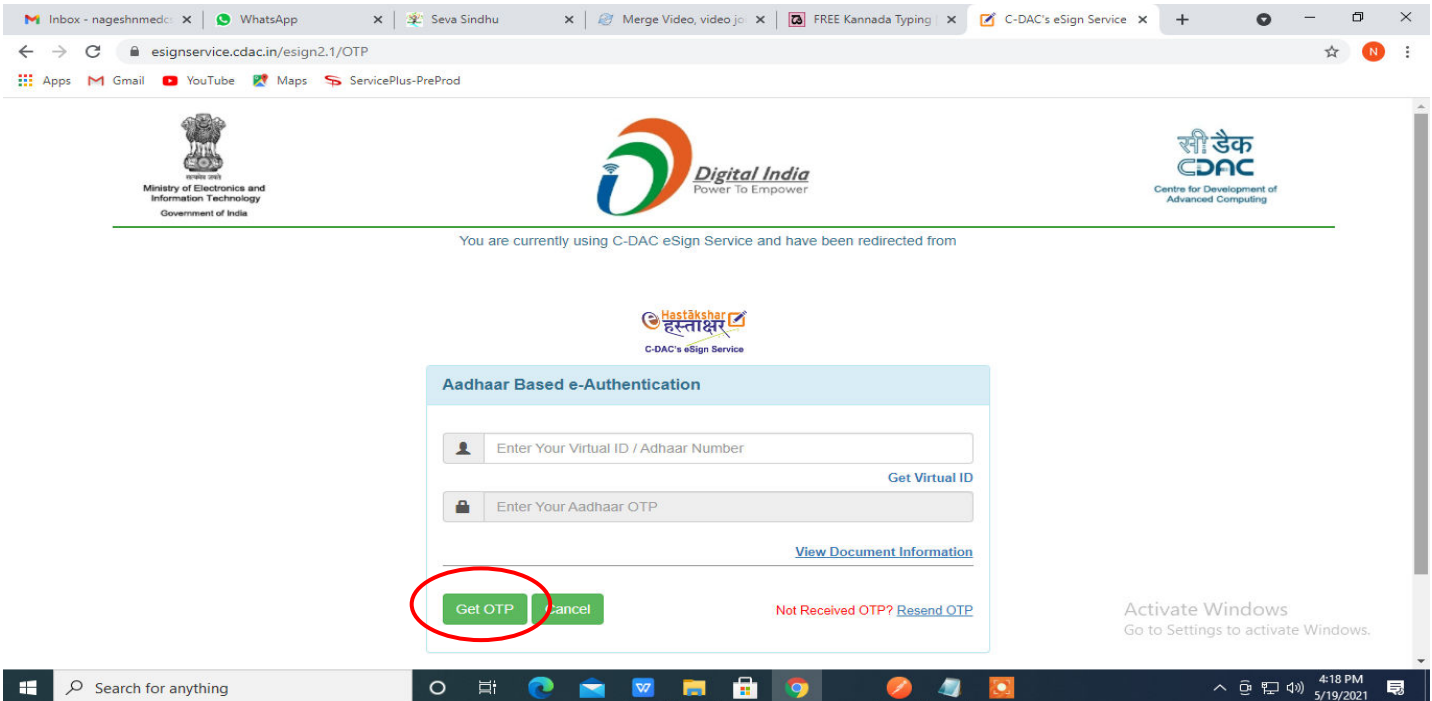 Inbox - nageshnmedcs
WhatsApp
Seva Sindhu
Merge Video, video joi
FREE Kannada Typing
C-DAC's eSign Service
esignservice.cdac.in/esign2.1/OTP
N
Apps
Gmail
YouTube
Maps
ServicePlus-PreProd
सत्यमेव जयते
Ministry of Electronics and
Information Technology
Government of India
Digital India
Power To Empower
सी डैक
CDAC
Centre for Development of
Advanced Computing
You are currently using C-DAC eSign Service and have been redirected from
e Hastākshar
हस्ताक्षर
C-DAC's eSign Service
Aadhaar Based e-Authentication
Enter Your Virtual ID / Adhaar Number
Get Virtual ID
Enter Your Aadhaar OTP
View Document Information
Get OTP
Cancel
Not Received OTP? Resend OTP
Activate Windows
Go to Settings to activate Windows.
Search for anything
4:18 PM
5/19/2021